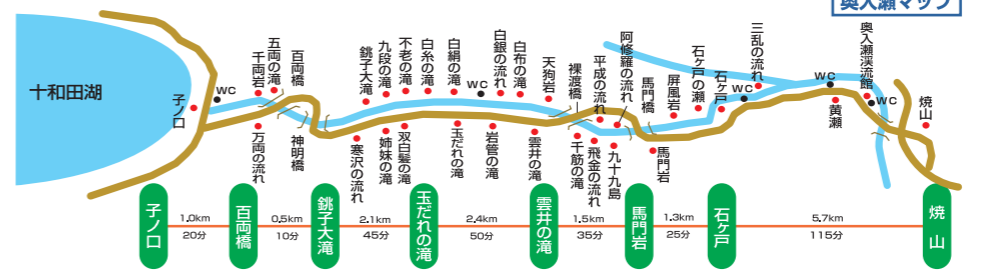 奥入瀬マップ
十和田湖
子ノ口
WC
千両岩
五両の滝
百両橋
万両の流れ
神明橋
銚子大滝
九段の滝
不老の滝
白糸の滝
白絹の滝
WC
白銀の流れ
白布の滝
天狗岩
裸渡橋
平成の流れ
阿修羅の流れ
馬門橋
屏風岩
石ヶ戸の瀬
石ヶ戸
WC
三乱の流れ
WC
奥入瀬渓流館
WC
焼山
寒沢の流れ
姉妹の滝
双白髪の滝
玉だれの滝
岩菅の滝
雲井の滝
千筋の滝
飛金の流れ
九十九島
馬門岩
黄瀬
子ノ口
1.0km
20分
百両橋
0.5km
10分
銚子大滝
2.1km
45分
玉だれの滝
2.4km
50分
雲井の滝
1.5km
35分
馬門岩
1.3km
25分
石ヶ戸
5.7km
115分
焼山